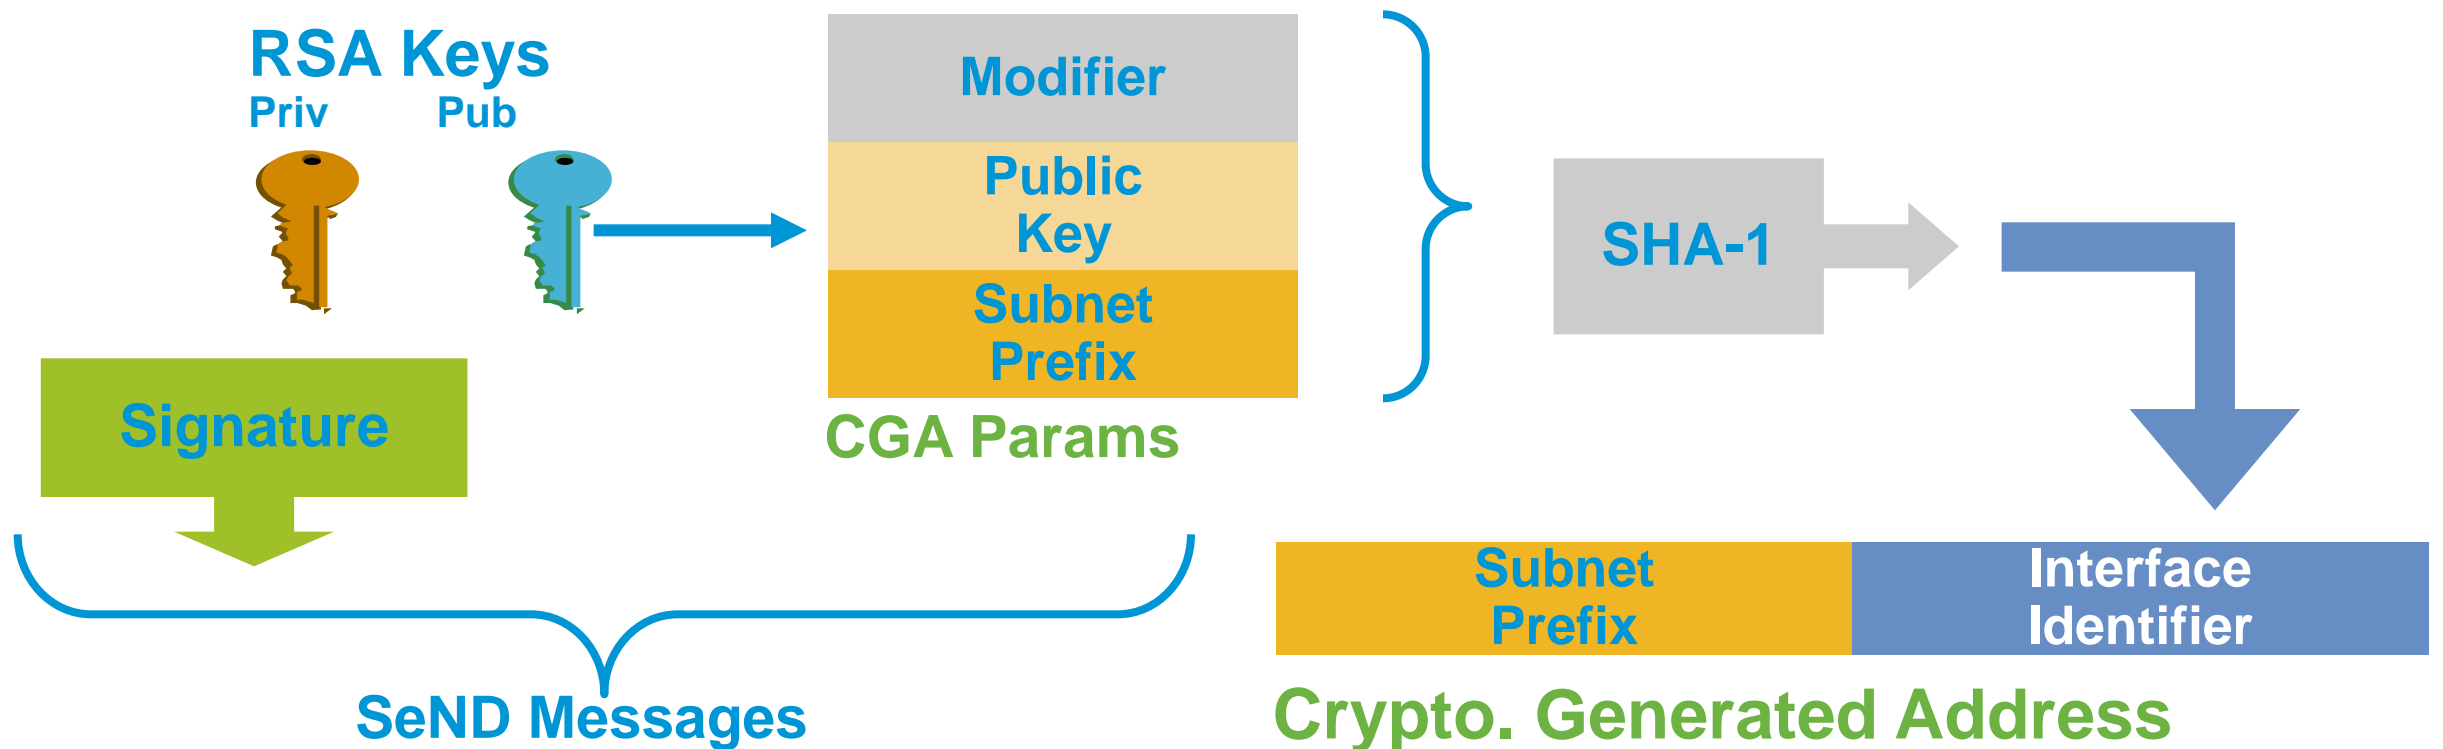 RSA Keys
Priv Pub
Modifier
Public
Key
Subnet
Prefix
CGA Params
SHA-1
Signature
SeND Messages
Subnet
Prefix
Interface
Identifier
Crypto. Generated Address